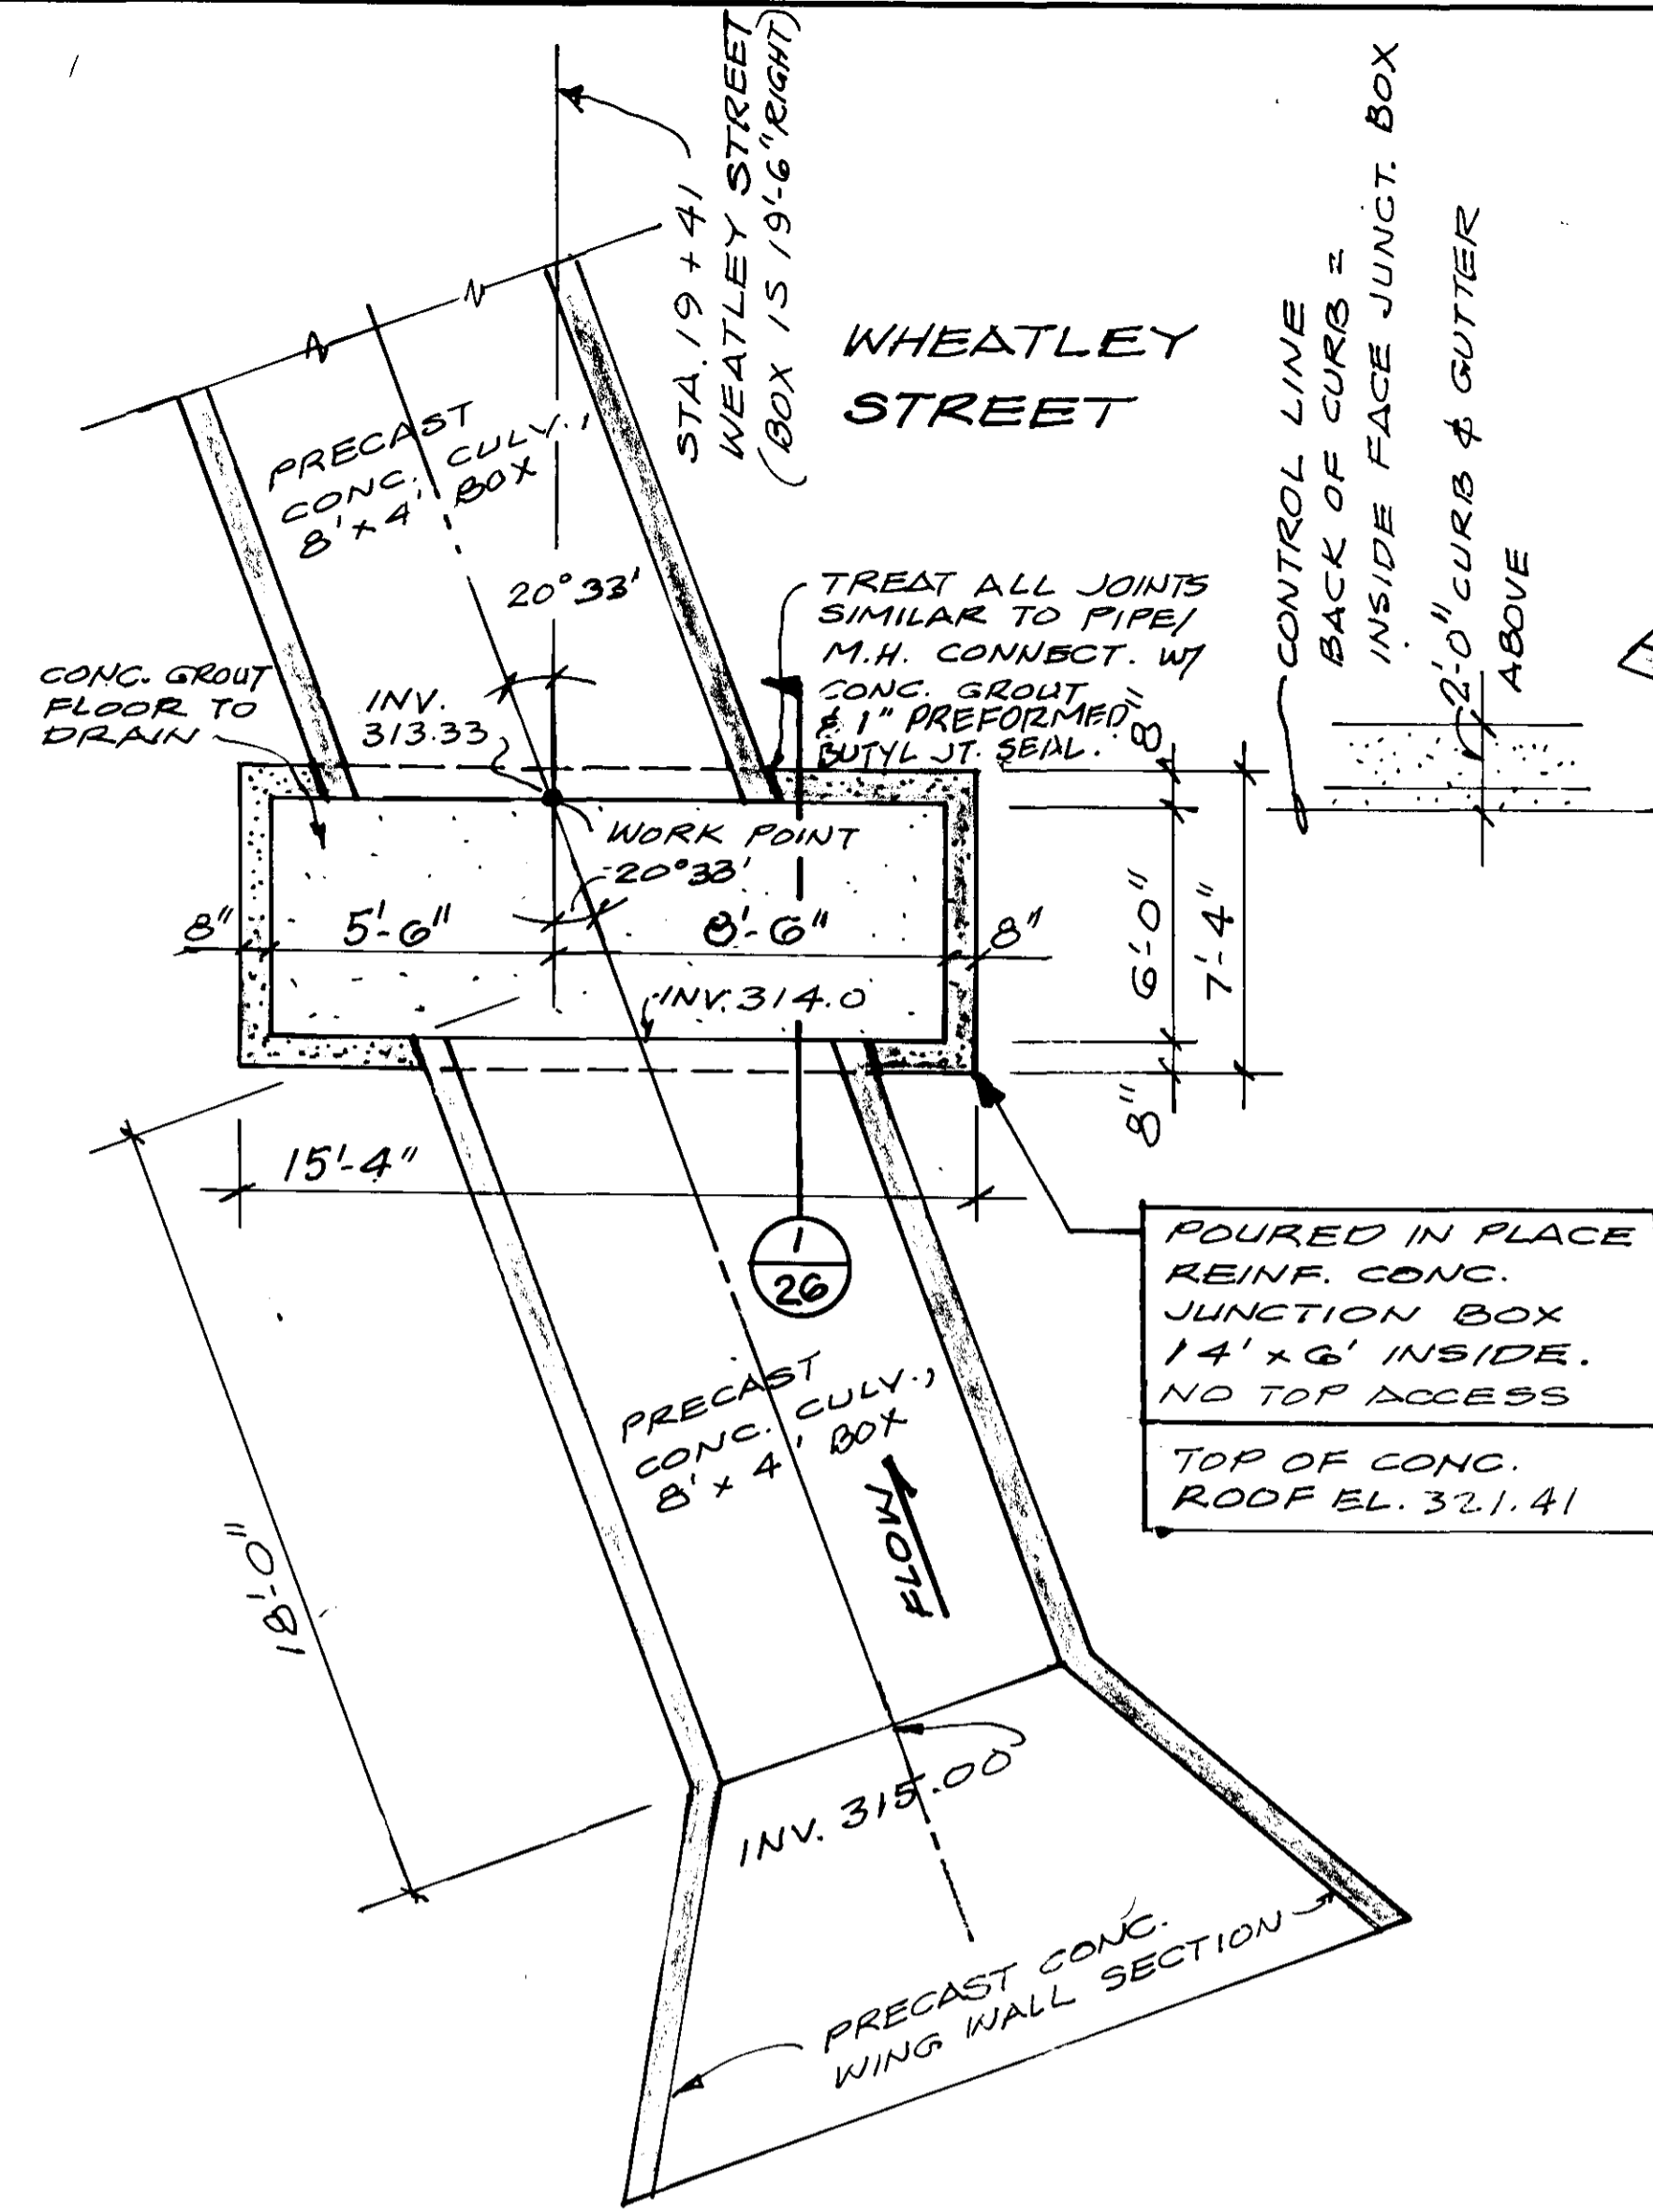 STA. 19 + 41
WEATLEY STREET
(BOX IS 19'-6" RIGHT)
WHEATLEY
STREET
CONTROL LINE
BACK OF CURB =
INSIDE FACE JUNCT. BOX
2'-0" CURB & GUTTER
ABOVE
PRECAST
CONC. CULV.,
8' x 4' BOX
20°33'
TREAT ALL JOINTS
SIMILAR TO PIPE/
M.H. CONNECT. W/
CONC. GROUT
& 1" PREFORMED
BUTYL JT. SEAL.
CONC. GROUT
FLOOR TO
DRAIN
INV.
313.33
8"
WORK POINT
20°33'
8"
5'-6"
8'-6"
8"
6'-0"
7'-4"
INV. 314.0
8"
15'-4"
1
26
POURED IN PLACE
REINF. CONC.
JUNCTION BOX
14' x 6' INSIDE.
NO TOP ACCESS
TOP OF CONC.
ROOF EL. 321.41
PRECAST
CONC. CULV.,
8' x 4' BOX
FLOW
18'-0"
INV. 315.00
PRECAST CONC.
WING WALL SECTION